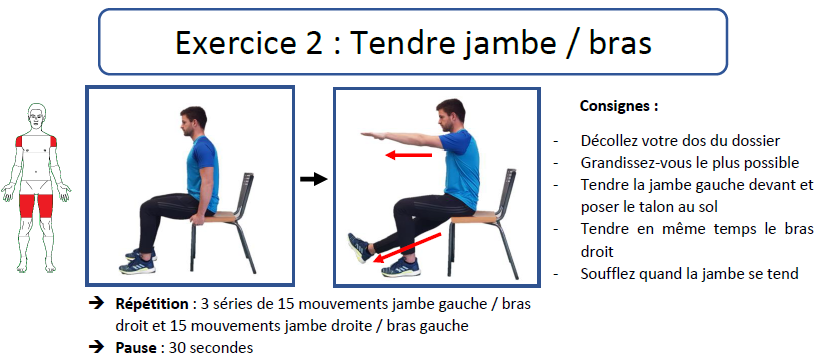 Exercice 2 : Tendre jambe / bras
Consignes :
- Décollez votre dos du dossier
- Grandissez-vous le plus possible
- Tendre la jambe gauche devant et
poser le talon au sol
- Tendre en même temps le bras
droit
- Soufflez quand la jambe se tend
➔ Répétition : 3 séries de 15 mouvements jambe gauche / bras
droit et 15 mouvements jambe droite / bras gauche
➔ Pause : 30 secondes